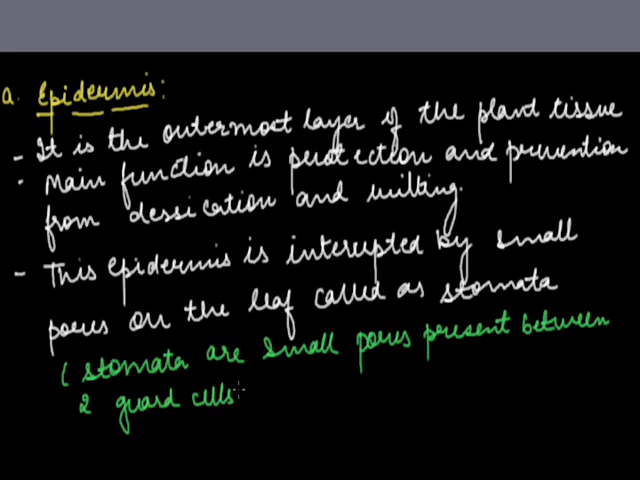 a. Epidermis:
- It is the outermost layer of the plant tissue
- Main function is protection and prevention
from dessication and wilting.
- This epidermis is interrupted by small
pores on the leaf called as stomata
( stomata are small pores present between
2 guard cells